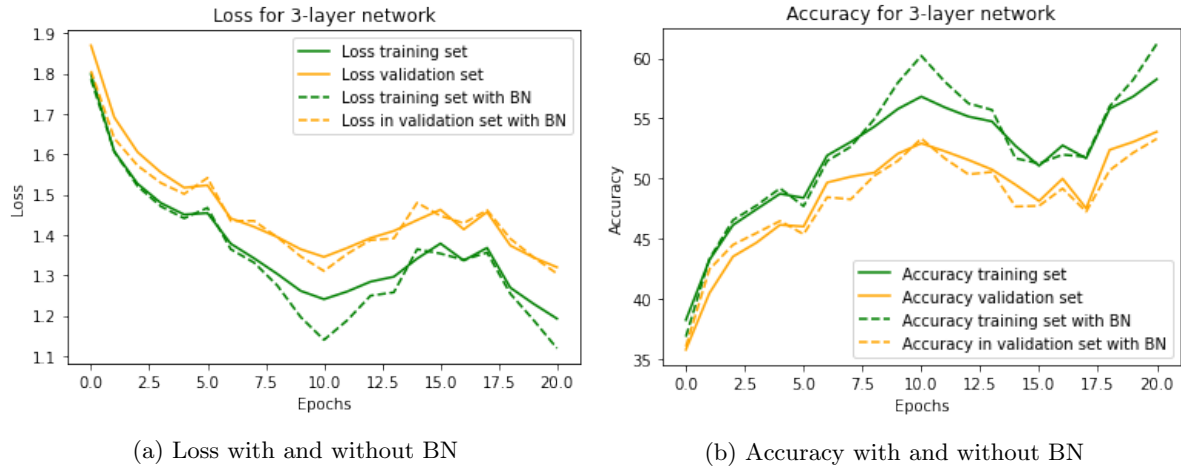 Loss for 3-layer network
1.9
1.8
1.7
1.6
1.5
1.4
1.3
1.2
1.1
Loss
Loss training set
Loss validation set
Loss training set with BN
Loss in validation set with BN
0.0 2.5 5.0 7.5 10.0 12.5 15.0 17.5 20.0
Epochs
(a) Loss with and without BN
Accuracy for 3-layer network
60
55
50
45
40
35
Accuracy
Accuracy training set
Accuracy validation set
Accuracy training set with BN
Accuracy in validation set with BN
0.0 2.5 5.0 7.5 10.0 12.5 15.0 17.5 20.0
Epochs
(b) Accuracy with and without BN